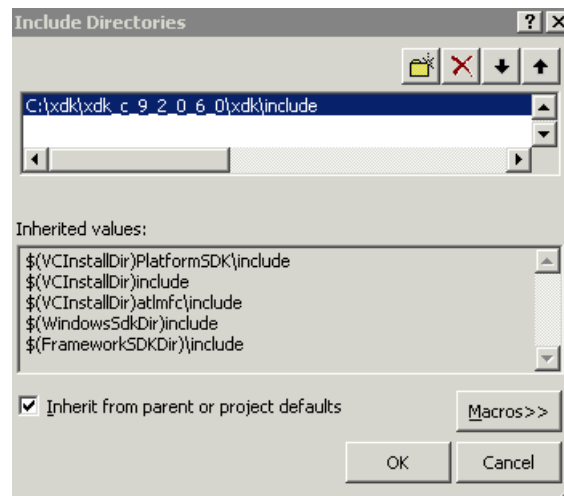 Include Directories
C:\xdk\xdk_c_9_2_0_6_0\xdk\include
Inherited values:
$(VCInstallDir)PlatformSDK\include
$(VCInstallDir)include
$(VCInstallDir)atlmfc\include
$(WindowsSdkDir)include
$(FrameworkSDKDir)\include
Inherit from parent or project defaults
Macros>>
OK
Cancel